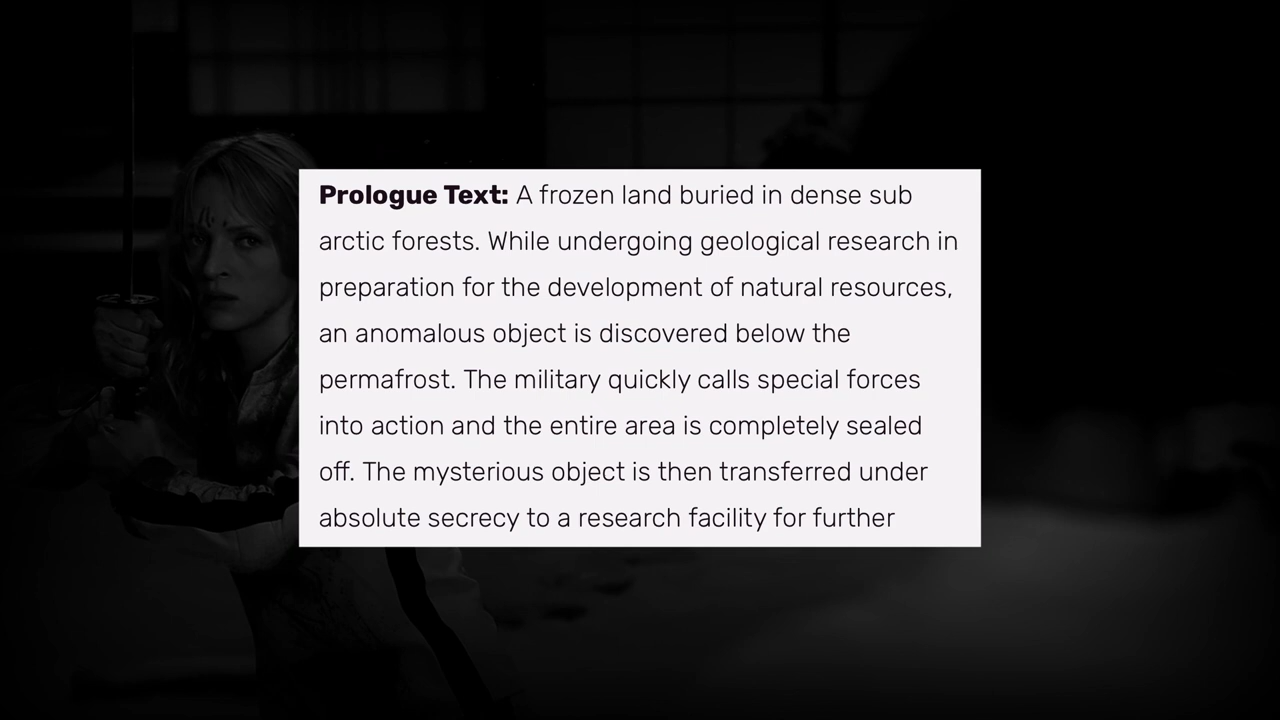 Prologue Text: A frozen land buried in dense sub
arctic forests. While undergoing geological research in
preparation for the development of natural resources,
an anomalous object is discovered below the
permafrost. The military quickly calls special forces
into action and the entire area is completely sealed
off. The mysterious object is then transferred under
absolute secrecy to a research facility for further